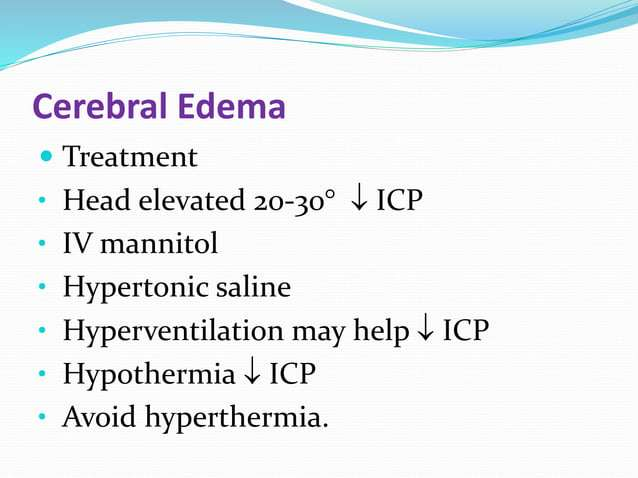 Cerebral Edema
• Treatment
• Head elevated 20-30° ↓ ICP
• IV mannitol
• Hypertonic saline
• Hyperventilation may help ↓ ICP
• Hypothermia ↓ ICP
• Avoid hyperthermia.